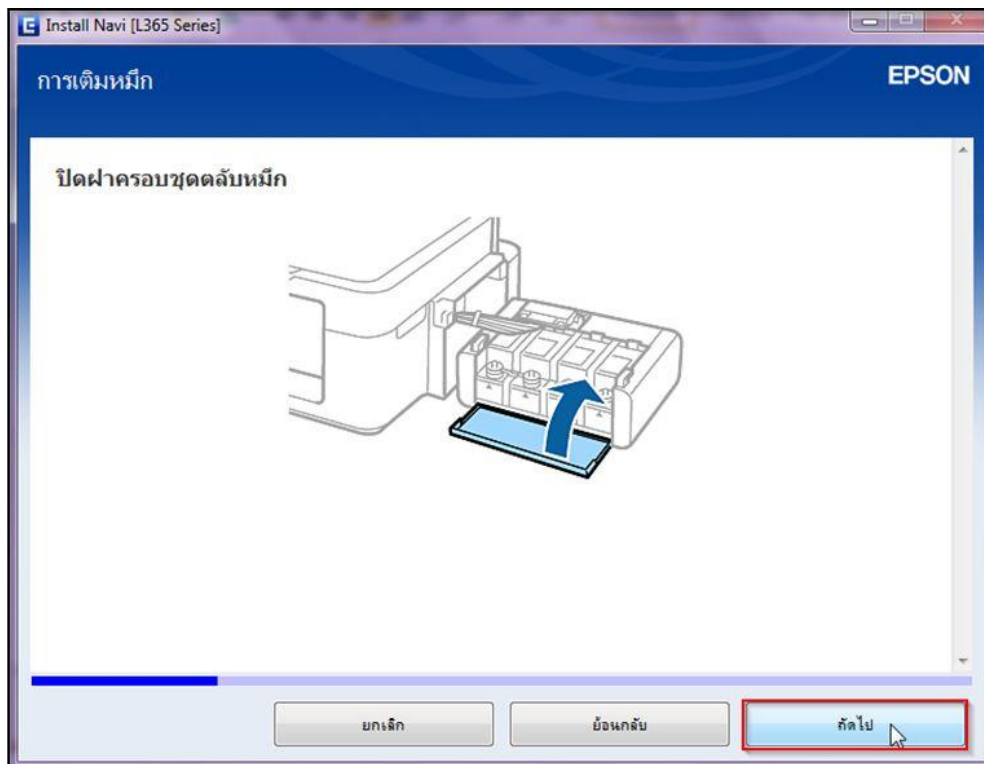 Install Navi [L365 Series]
การเติมหมึก
EPSON
ปิดฝาครอบชุดตลับหมึก
ยกเลิก
ย้อนกลับ
ถัดไป